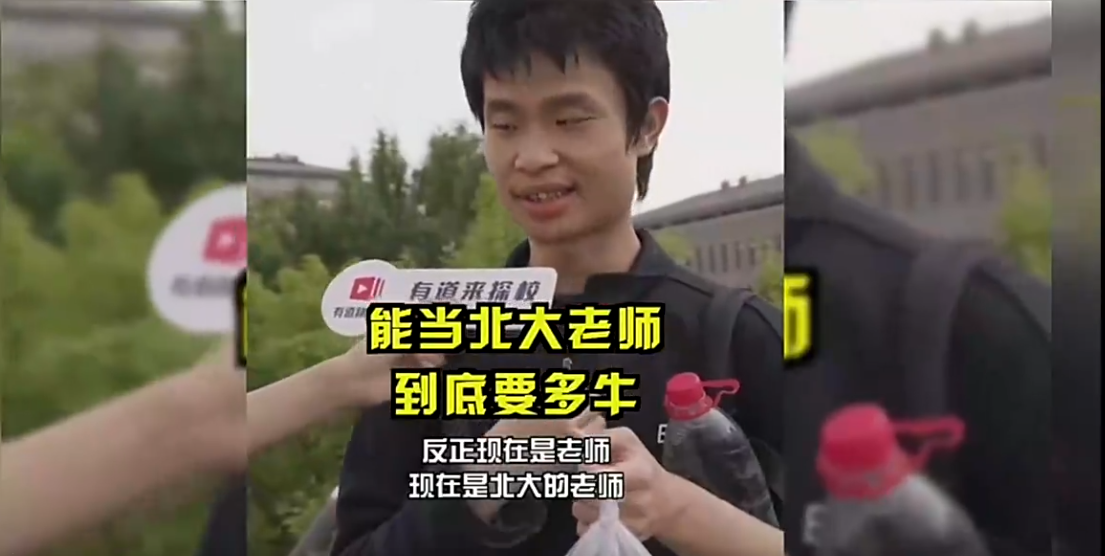 有道来探校
能当北大老师
到底要多牛
反正现在是老师
现在是北大的老师